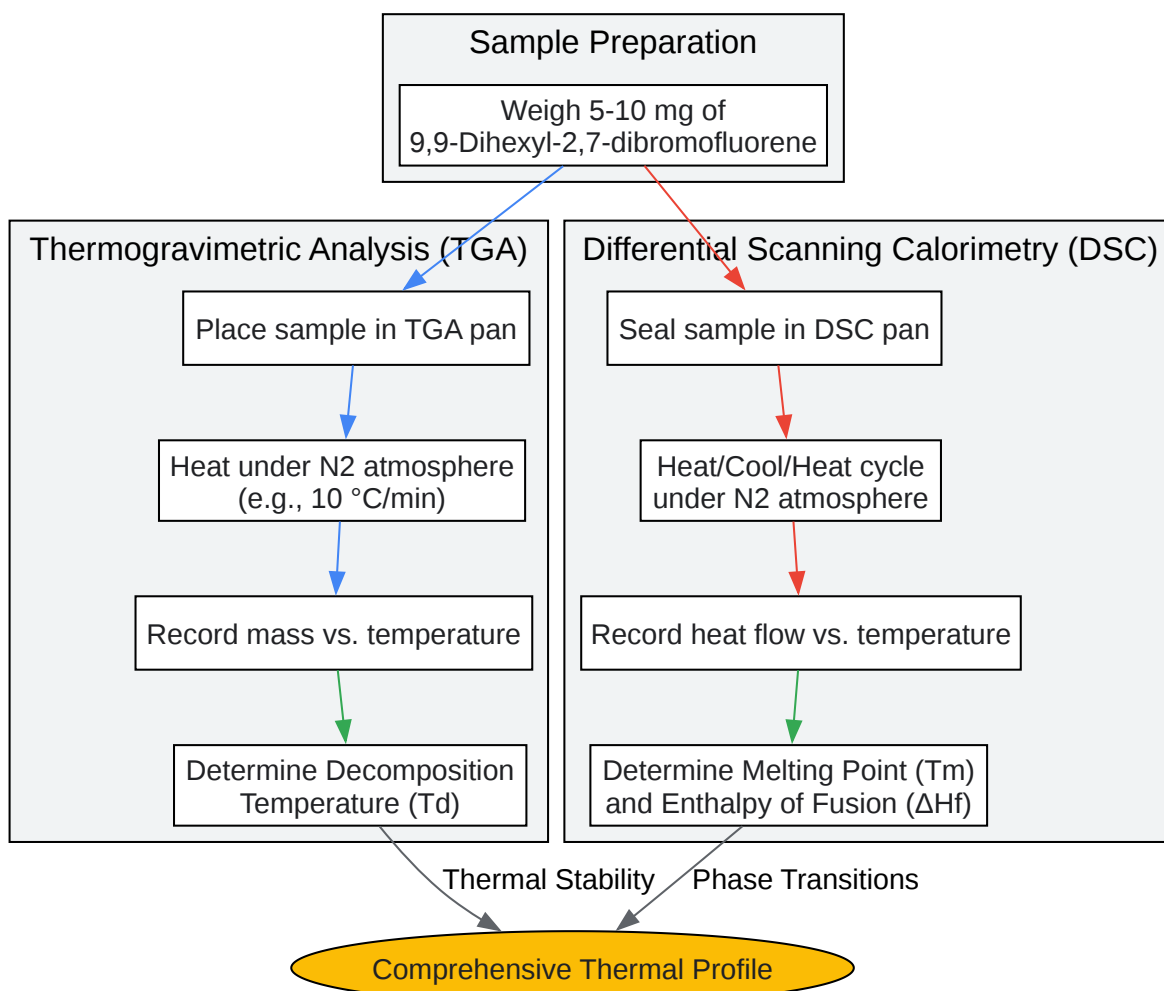 Sample Preparation
Weigh 5-10 mg of
9,9-Dihexyl-2,7-dibromofluorene
Thermogravimetric Analysis (TGA)
Place sample in TGA pan
Heat under N2 atmosphere
(e.g., 10 °C/min)
Record mass vs. temperature
Determine Decomposition
Temperature (Td)
Differential Scanning Calorimetry (DSC)
Seal sample in DSC pan
Heat/Cool/Heat cycle
under N2 atmosphere
Record heat flow vs. temperature
Determine Melting Point (Tm)
and Enthalpy of Fusion (ΔHf)
Thermal Stability
Phase Transitions
Comprehensive Thermal Profile